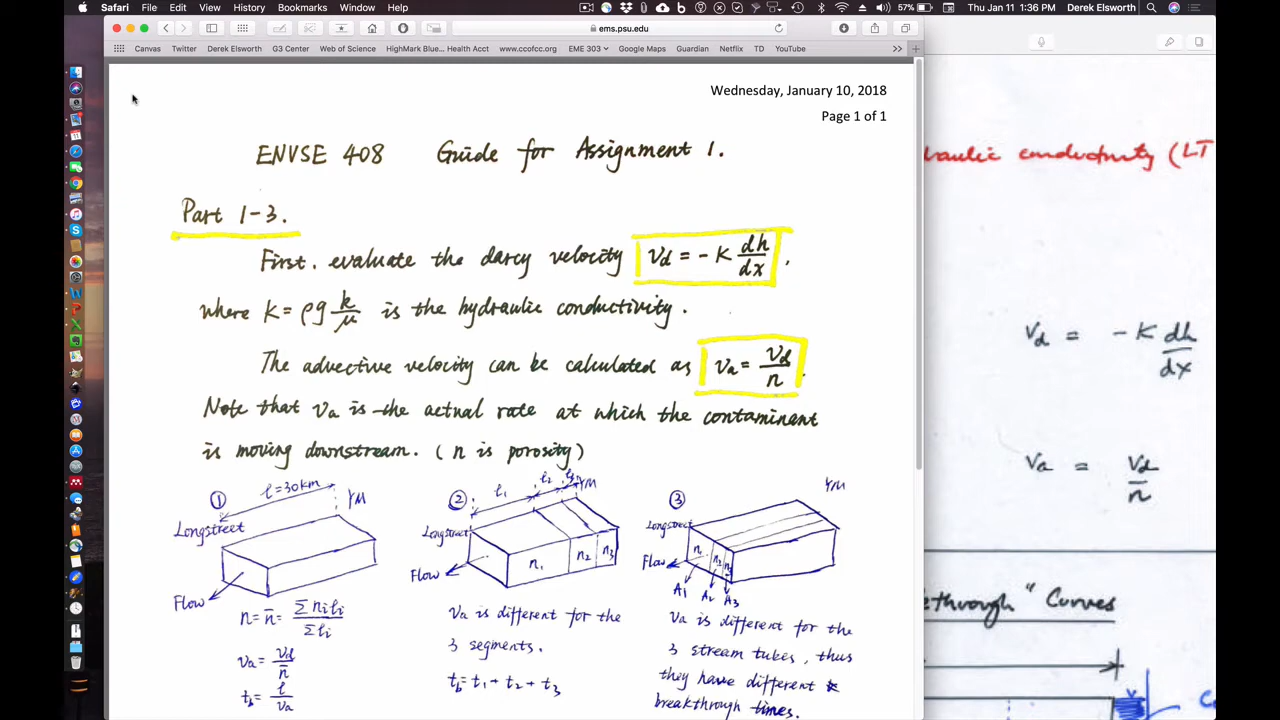 Safari File Edit View History Bookmarks Window Help
57% Thu Jan 11 1:36 PM Derek Elsworth
ems.psu.edu
Canvas Twitter Derek Elsworth G3 Center Web of Science HighMark Blue... Health Acct www.ccofcc.org EME 303 Google Maps Guardian Netflix TD YouTube
Wednesday, January 10, 2018
Page 1 of 1
ENVSE 408 Guide for Assignment 1.
Part 1-3.
First. evaluate the darcy velocity Vd = -K dh/dx,
where K = ρg k/μ is the hydraulic conductivity.
The advective velocity can be calculated as Va = Vd/n.
Note that Va is the actual rate at which the contaminent
is moving downstream. (n is porosity)
① l=30km YM
Longstreet
Flow
n = n̄ = Σnili/Σli
Va = Vd/n̄
tb = l/Va
② l1 l2 l3 YM
Longstreet
n1 n2 n3
Flow
Va is different for the
3 segments.
tb = t1 + t2 + t3
③ YM
Longstreet
n1 n2 n3
Flow
A1 A2 A3
Va is different for the
3 stream tubes, thus
they have different
breakthrough times.
draulic conductivity (LT
Vd = -K dh/dx
Va = Vd/n
kthrough" Curves